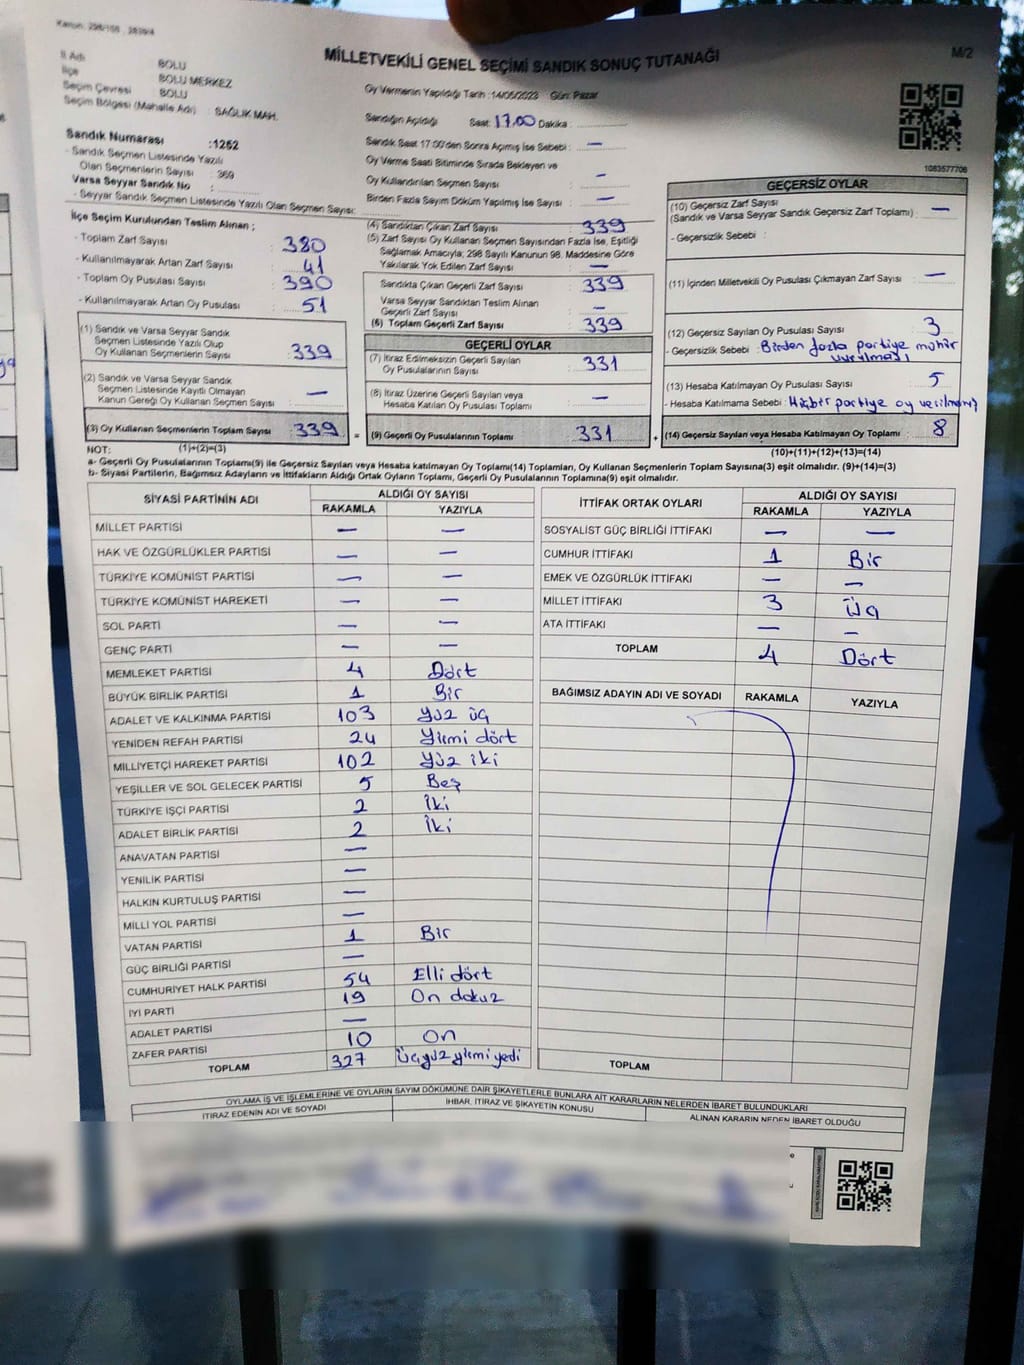 Kanun: 298/105 , 2839/4
MİLLETVEKİLİ GENEL SEÇİMİ SANDIK SONUÇ TUTANAĞI
M/2
İl Adı : BOLU
İlçe : BOLU MERKEZ
Seçim Çevresi : BOLU
Seçim Bölgesi (Mahalle Adı) : SAĞLIK MAH.
Sandık Numarası :1262
- Sandık Seçmen Listesinde Yazılı
Olan Seçmenlerin Sayısı : 369
Varsa Seyyar Sandık No :
- Seyyar Sandık Seçmen Listesinde Yazılı Olan Seçmen Sayısı:
Oy Vermenin Yapıldığı Tarih :14/05/2023 Gün: Pazar
Sandığın Açıldığı Saat: 17.00 Dakika :
Sandık Saat 17:00'den Sonra Açımış İse Sebebi : —
Oy Verme Saati Bitiminde Sırada Bekleyen ve
Oy Kullandırılan Seçmen Sayısı : —
Birden Fazla Sayım Döküm Yapılmış İse Sayısı : —
1083577706
İlçe Seçim Kurulundan Teslim Alınan ;
- Toplam Zarf Sayısı : 380
- Kullanılmayarak Artan Zarf Sayısı : 41
- Toplam Oy Pusulası Sayısı : 390
- Kullanılmayarak Artan Oy Pusulası : 51
(4) Sandıktan Çıkan Zarf Sayısı : 339
(5) Zarf Sayısı Oy Kullanan Seçmen Sayısından Fazla İse, Eşitliği
Sağlamak Amacıyla; 298 Sayılı Kanunun 98. Maddesine Göre
Yakılarak Yok Edilen Zarf Sayısı : —
Sandıkta Çıkan Geçerli Zarf Sayısı : 339
Varsa Seyyar Sandıktan Teslim Alınan
Geçerli Zarf Sayısı : —
(6) Toplam Geçerli Zarf Sayısı : 339
GEÇERSİZ OYLAR
(10) Geçersiz Zarf Sayısı
(Sandık ve Varsa Seyyar Sandık Geçersiz Zarf Toplamı) : —
- Geçersizlik Sebebi :
(11) İçinden Milletvekili Oy Pusulası Çıkmayan Zarf Sayısı : —
(12) Geçersiz Sayılan Oy Pusulası Sayısı : 3
- Geçersizlik Sebebi : Birden fazla partiye mühür
vurulması
(13) Hesaba Katılmayan Oy Pusulası Sayısı : 5
- Hesaba Katılmama Sebebi : Hiçbir partiye oy verilmemiş
(14) Geçersiz Sayılan veya Hesaba Katılmayan Oy Toplamı : 8
(10)+(11)+(12)+(13)=(14)
(1) Sandık ve Varsa Seyyar Sandık
Seçmen Listesinde Yazılı Olup
Oy Kullanan Seçmenlerin Sayısı : 339
(2) Sandık ve Varsa Seyyar Sandık
Seçmen Listesinde Kayıtlı Olmayan
Kanun Gereği Oy Kullanan Seçmen Sayısı : —
(3) Oy Kullanan Seçmenlerin Toplam Sayısı : 339 =
(1)+(2)=(3)
GEÇERLİ OYLAR
(7) İtiraz Edilmeksizin Geçerli Sayılan
Oy Pusulalarının Sayısı : 331
(8) İtiraz Üzerine Geçerli Sayılan veya
Hesaba Katılan Oy Pusulası Toplamı : —
(9) Geçerli Oy Pusulalarının Toplamı : 331 +
NOT:
a- Geçerli Oy Pusulalarının Toplamı(9) ile Geçersiz Sayılan veya Hesaba katılmayan Oy Toplamı(14) Toplamları, Oy Kullanan Seçmenlerin Toplam Sayısına(3) eşit olmalıdır. (9)+(14)=(3)
b- Siyasi Partilerin, Bağımsız Adayların ve İttifakların Aldığı Ortak Oyların Toplamı, Geçerli Oy Pusulalarının Toplamına(9) eşit olmalıdır.
SİYASİ PARTİNİN ADI ALDIĞI OY SAYISI
RAKAMLA YAZIYLA
MİLLET PARTİSİ — —
HAK VE ÖZGÜRLÜKLER PARTİSİ — —
TÜRKİYE KOMÜNİST PARTİSİ — —
TÜRKİYE KOMÜNİST HAREKETİ — —
SOL PARTİ — —
GENÇ PARTİ — —
MEMLEKET PARTİSİ 4 Dört
BÜYÜK BİRLİK PARTİSİ 1 Bir
ADALET VE KALKINMA PARTİSİ 103 Yüz üç
YENİDEN REFAH PARTİSİ 24 Yirmi dört
MİLLİYETÇİ HAREKET PARTİSİ 102 Yüz iki
YEŞİLLER VE SOL GELECEK PARTİSİ 5 Beş
TÜRKİYE İŞÇİ PARTİSİ 2 İki
ADALET BİRLİK PARTİSİ 2 İki
ANAVATAN PARTİSİ —
YENİLİK PARTİSİ —
HALKIN KURTULUŞ PARTİSİ —
MİLLİ YOL PARTİSİ —
VATAN PARTİSİ 1 Bir
GÜÇ BİRLİĞİ PARTİSİ —
CUMHURİYET HALK PARTİSİ 54 Elli dört
İYİ PARTİ 19 On dokuz
ADALET PARTİSİ —
ZAFER PARTİSİ 10 On
TOPLAM 327 Üçyüz yirmi yedi
İTTİFAK ORTAK OYLARI ALDIĞI OY SAYISI
RAKAMLA YAZIYLA
SOSYALİST GÜÇ BİRLİĞİ İTTİFAKI — —
CUMHUR İTTİFAKI 1 Bir
EMEK VE ÖZGÜRLÜK İTTİFAKI — —
MİLLET İTTİFAKI 3 Üç
ATA İTTİFAKI — —
TOPLAM 4 Dört
BAĞIMSIZ ADAYIN ADI VE SOYADI RAKAMLA YAZIYLA
TOPLAM
OYLAMA İŞ VE İŞLEMLERİNE VE OYLARIN SAYIM DÖKÜMÜNE DAİR ŞİKAYETLERLE BUNLARA AİT KARARLARIN NELERDEN İBARET BULUNDUKLARI
İTİRAZ EDENİN ADI VE SOYADI İHBAR, İTİRAZ VE ŞİKAYETİN KONUSU ALINAN KARARIN NEDEN İBARET OLDUĞU